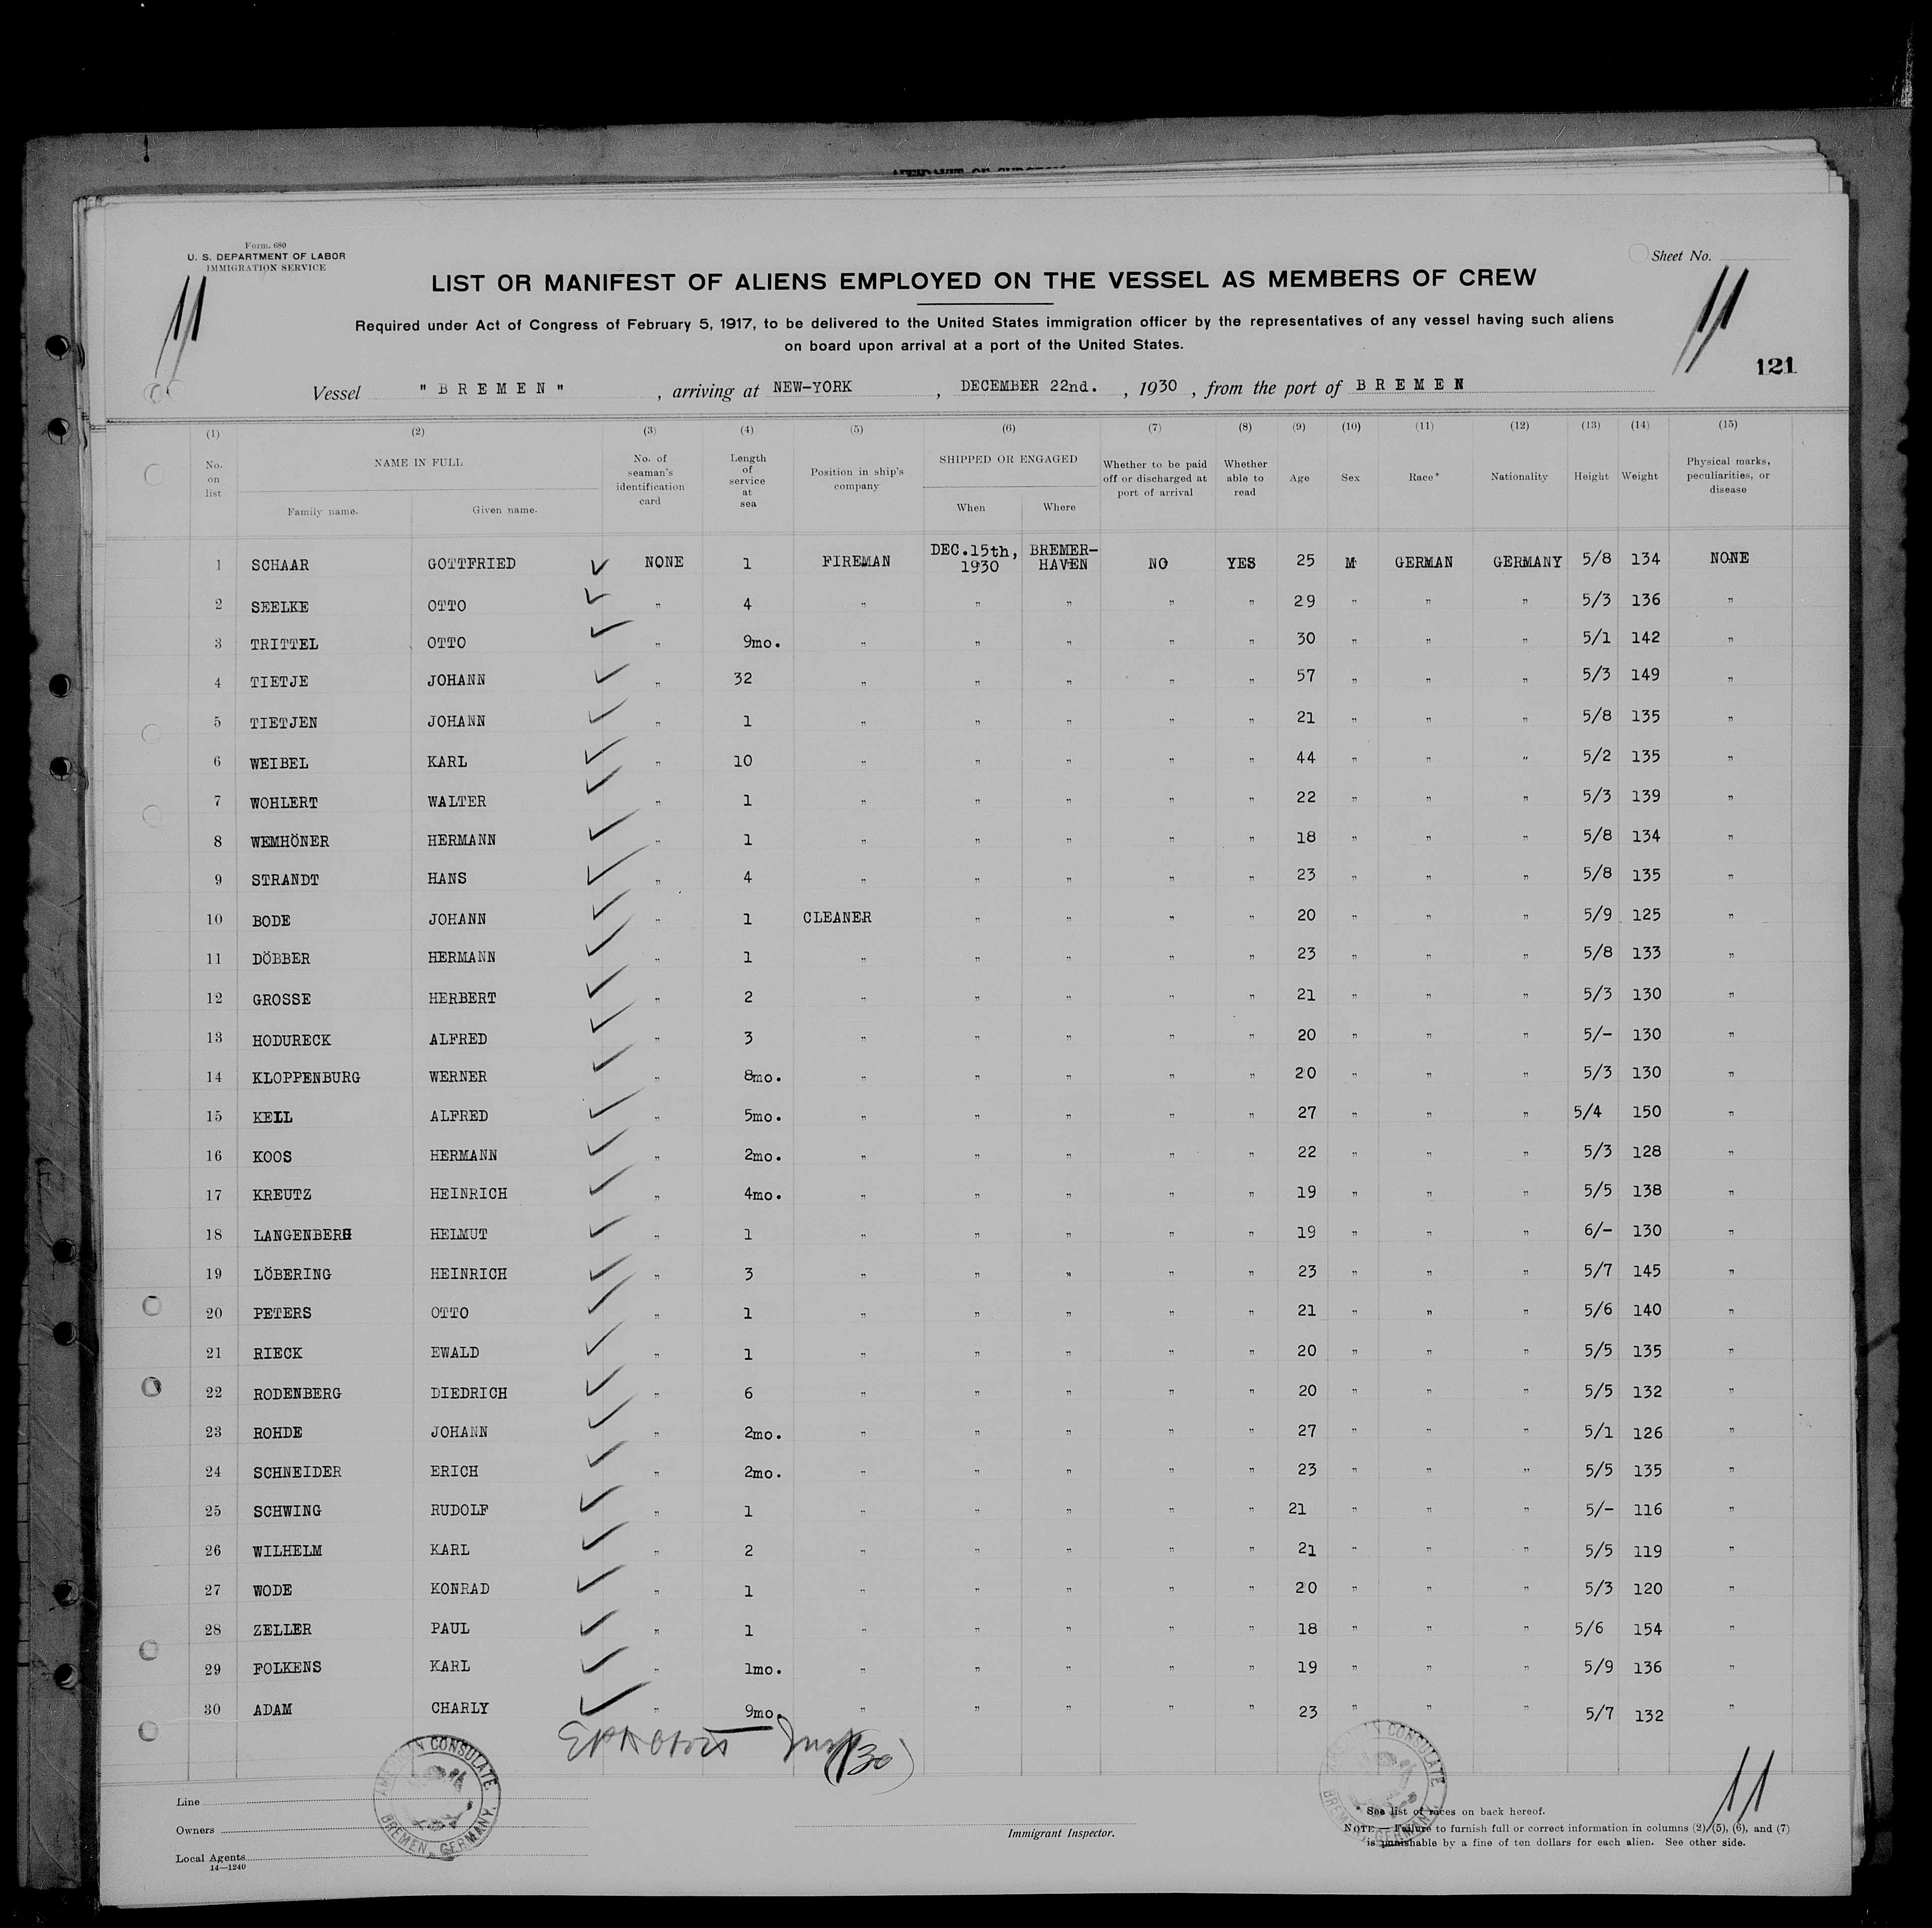 Form. 680
U. S. DEPARTMENT OF LABOR
IMMIGRATION SERVICE
Sheet No.
11
11
LIST OR MANIFEST OF ALIENS EMPLOYED ON THE VESSEL AS MEMBERS OF CREW
Required under Act of Congress of February 5, 1917, to be delivered to the United States immigration officer by the representatives of any vessel having such aliens
on board upon arrival at a port of the United States.
121
Vessel " B R E M E N " , arriving at NEW-YORK , DECEMBER 22nd. , 1930 , from the port of B R E M E N
(1) (2) (3) (4) (5) (6) (7) (8) (9) (10) (11) (12) (13) (14) (15)
No. on list NAME IN FULL Family name. Given name. No. of seaman's identification card Length of service at sea Position in ship's company SHIPPED OR ENGAGED When Where Whether to be paid off or discharged at port of arrival Whether able to read Age Sex Race* Nationality Height Weight Physical marks, peculiarities, or disease
1 SCHAAR GOTTFRIED ✓ NONE 1 FIREMAN DEC.15th, 1930 BREMER-HAVEN NO YES 25 M GERMAN GERMANY 5/8 134 NONE
2 SEELKE OTTO ✓ " 4 " " " " " 29 " " " 5/3 136 "
3 TRITTEL OTTO ✓ " 9mo. " " " " " 30 " " " 5/1 142 "
4 TIETJE JOHANN ✓ " 32 " " " " " 57 " " " 5/3 149 "
5 TIETJEN JOHANN ✓ " 1 " " " " " 21 " " " 5/8 135 "
6 WEIBEL KARL ✓ " 10 " " " " " 44 " " " 5/2 135 "
7 WOHLERT WALTER ✓ " 1 " " " " " 22 " " " 5/3 139 "
8 WEMHÖNER HERMANN ✓ " 1 " " " " " 18 " " " 5/8 134 "
9 STRANDT HANS ✓ " 4 " " " " " 23 " " " 5/8 135 "
10 BODE JOHANN ✓ " 1 CLEANER " " " " 20 " " " 5/9 125 "
11 DÖBBER HERMANN ✓ " 1 " " " " " 23 " " " 5/8 133 "
12 GROSSE HERBERT ✓ " 2 " " " " " 21 " " " 5/3 130 "
13 HODURECK ALFRED ✓ " 3 " " " " " 20 " " " 5/- 130 "
14 KLOPPENBURG WERNER ✓ " 8mo. " " " " " 20 " " " 5/3 130 "
15 KELL ALFRED ✓ " 5mo. " " " " " 27 " " " 5/4 150 "
16 KOOS HERMANN ✓ " 2mo. " " " " " 22 " " " 5/3 128 "
17 KREUTZ HEINRICH ✓ " 4mo. " " " " " 19 " " " 5/5 138 "
18 LANGENBERG HELMUT ✓ " 1 " " " " " 19 " " " 6/- 130 "
19 LÖBERING HEINRICH ✓ " 3 " " " " " 23 " " " 5/7 145 "
20 PETERS OTTO ✓ " 1 " " " " " 21 " " " 5/6 140 "
21 RIECK EWALD ✓ " 1 " " " " " 20 " " " 5/5 135 "
22 RODENBERG DIEDRICH ✓ " 6 " " " " " 20 " " " 5/5 132 "
23 ROHDE JOHANN ✓ " 2mo. " " " " " 27 " " " 5/1 126 "
24 SCHNEIDER ERICH ✓ " 2mo. " " " " " 23 " " " 5/5 135 "
25 SCHWING RUDOLF ✓ " 1 " " " " " 21 " " " 5/- 116 "
26 WILHELM KARL ✓ " 2 " " " " " 21 " " " 5/5 119 "
27 WODE KONRAD ✓ " 1 " " " " " 20 " " " 5/3 120 "
28 ZELLER PAUL ✓ " 1 " " " " " 18 " " " 5/6 154 "
29 FOLKENS KARL ✓ " 1mo. " " " " " 19 " " " 5/9 136 "
30 ADAM CHARLY ✓ " 9mo. " " " " " 23 " " " 5/7 132 "
(30)
AMERICAN CONSULATE BREMEN, GERMANY.
AMERICAN CONSULATE BREMEN, GERMANY
11
Line
Owners
Local Agents
14—1240
Immigrant Inspector.
* See list of races on back hereof.
NOTE.—Failure to furnish full or correct information in columns (2), (5), (6), and (7)
is punishable by a fine of ten dollars for each alien. See other side.